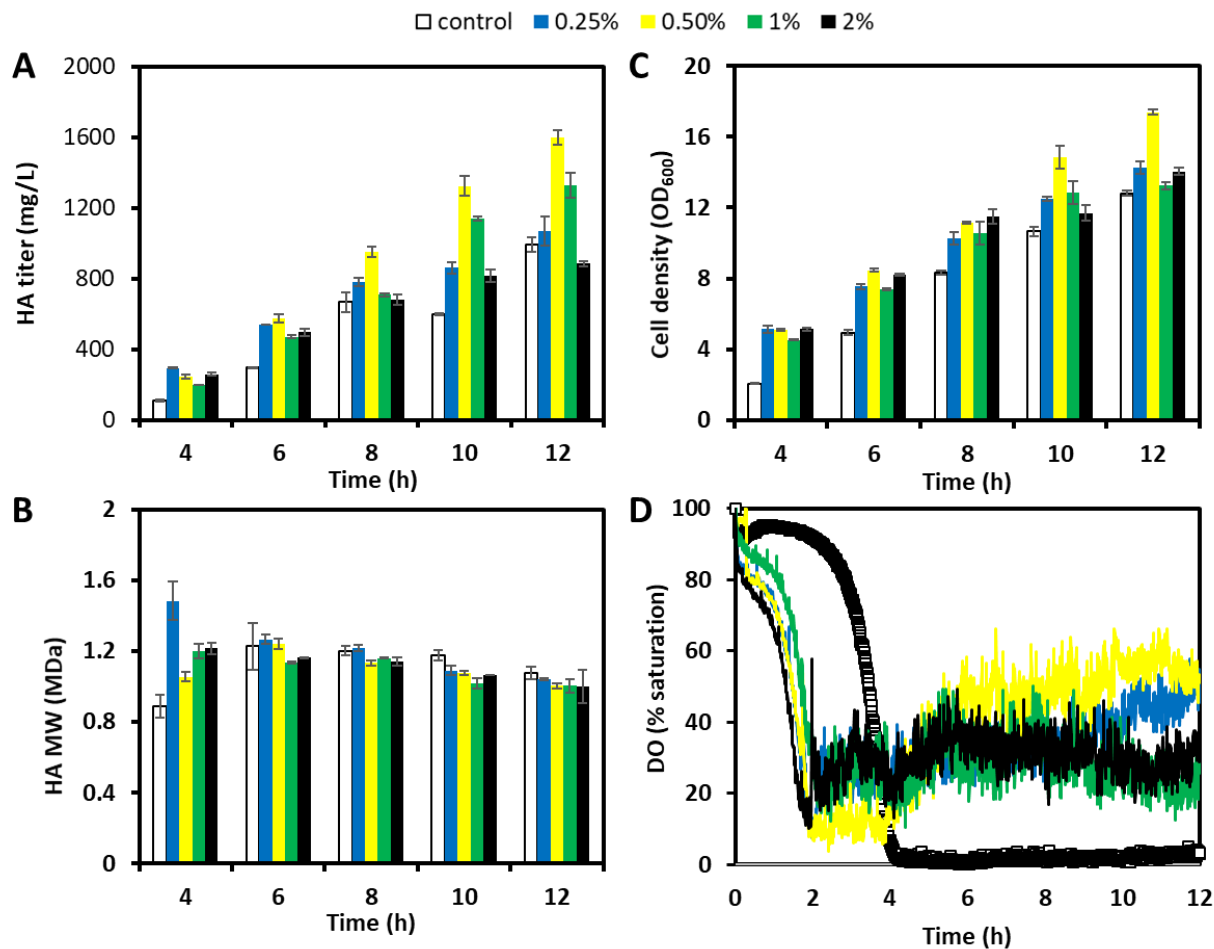 control 0.25% 0.50% 1% 2%
A
2000
1600
1200
800
400
0
HA titer (mg/L)
4 6 8 10 12
Time (h)
C
20
16
12
8
4
0
Cell density (OD600)
4 6 8 10 12
Time (h)
B
2
1.6
1.2
0.8
0.4
0
HA MW (MDa)
4 6 8 10 12
Time (h)
D
100
80
60
40
20
0
DO (% saturation)
0 2 4 6 8 10 12
Time (h)